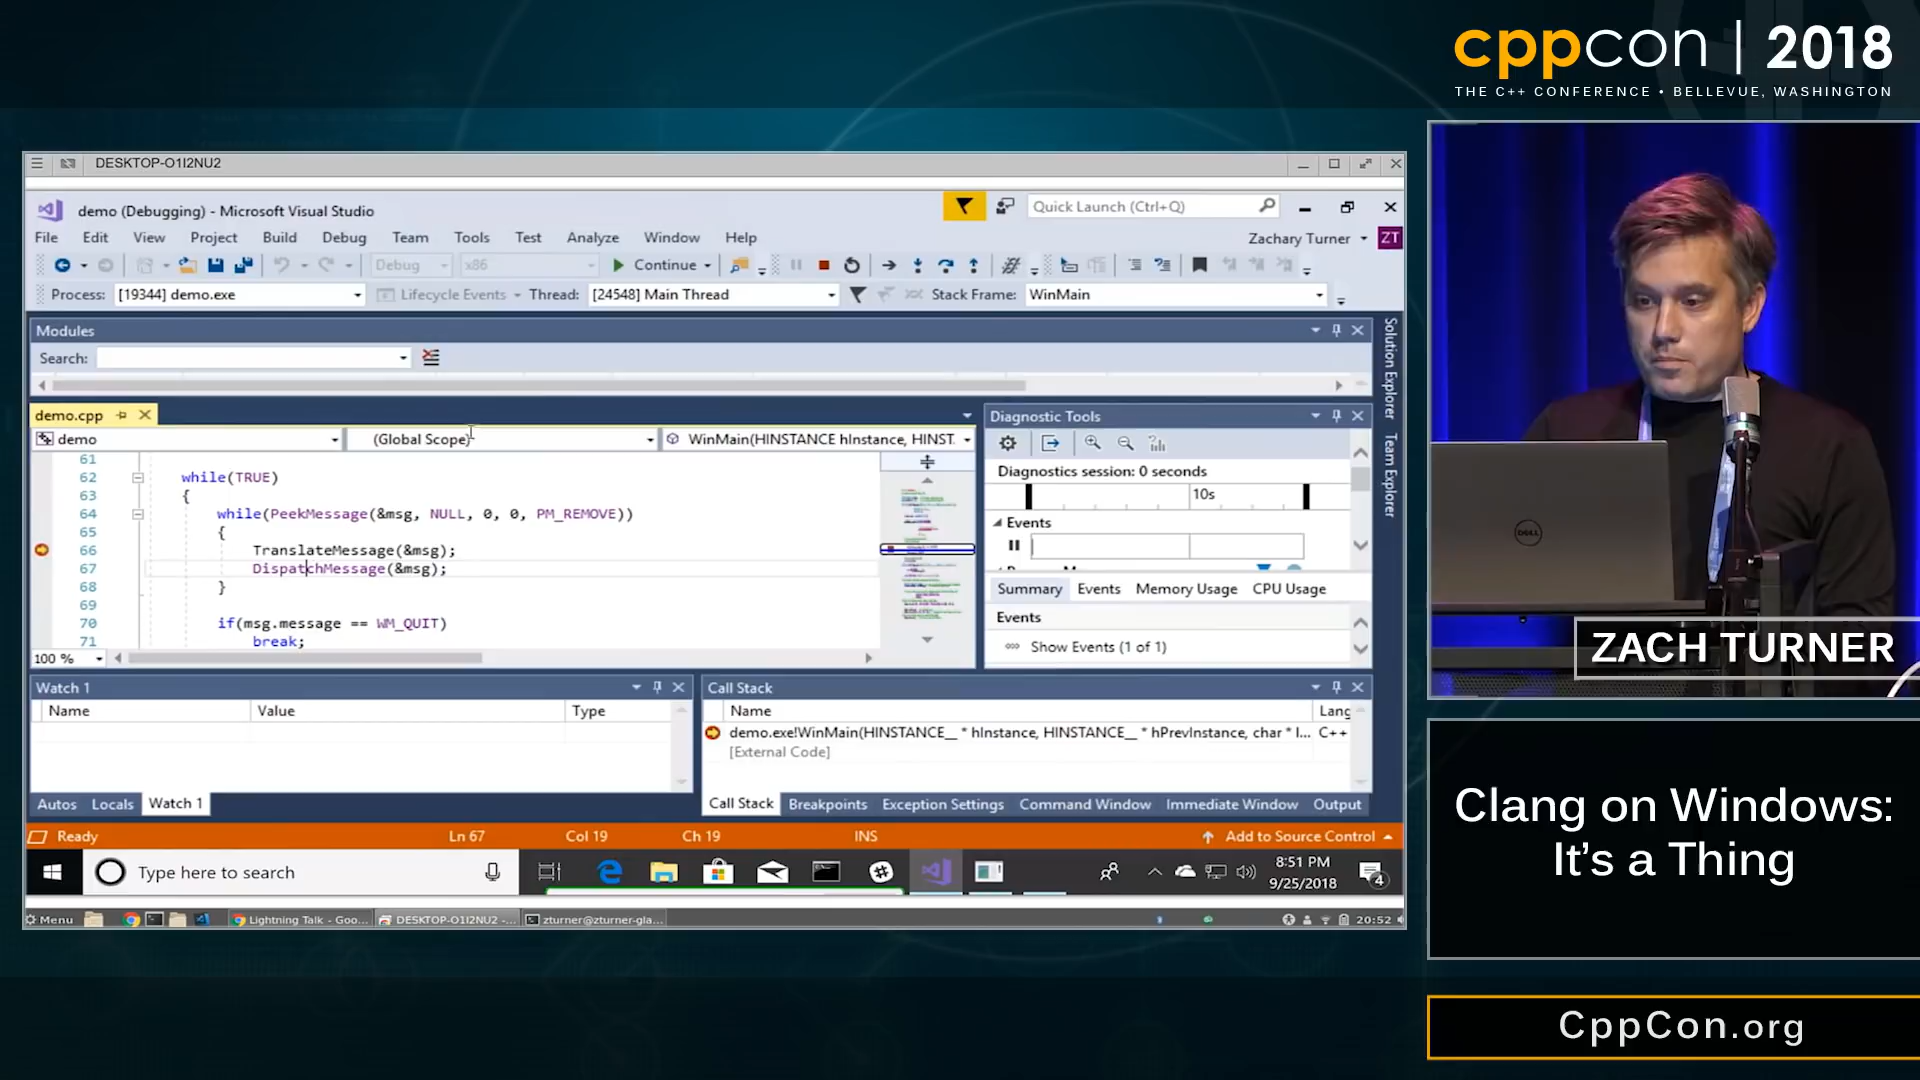 cppcon | 2018
THE C++ CONFERENCE • BELLEVUE, WASHINGTON
DESKTOP-O1I2NU2
demo (Debugging) - Microsoft Visual Studio
Quick Launch (Ctrl+Q)
File Edit View Project Build Debug Team Tools Test Analyze Window Help
Zachary Turner ZT
Debug x86 Continue
Process: [19344] demo.exe Lifecycle Events Thread: [24548] Main Thread Stack Frame: WinMain
Modules
Search:
Solution Explorer
Team Explorer
demo.cpp
demo (Global Scope) WinMain(HINSTANCE hInstance, HINST.
61
62 while(TRUE)
63 {
64 while(PeekMessage(&msg, NULL, 0, 0, PM_REMOVE))
65 {
66 TranslateMessage(&msg);
67 DispatchMessage(&msg);
68 }
69
70 if(msg.message == WM_QUIT)
71 break;
100 %
Diagnostic Tools
Diagnostics session: 0 seconds
10s
Events
Summary Events Memory Usage CPU Usage
Events
Show Events (1 of 1)
Watch 1
Name Value Type
Autos Locals Watch 1
Call Stack
Name Lang
demo.exe!WinMain(HINSTANCE__ * hInstance, HINSTANCE__ * hPrevInstance, char * l... C++
[External Code]
Call Stack Breakpoints Exception Settings Command Window Immediate Window Output
Ready Ln 67 Col 19 Ch 19 INS Add to Source Control
Type here to search
8:51 PM
9/25/2018
4
Menu Lightning Talk - Goo... DESKTOP-O1I2NU2 -... zturner@zturner-gla... 20:52
DELL
ZACH TURNER
Clang on Windows:
It's a Thing
CppCon.org